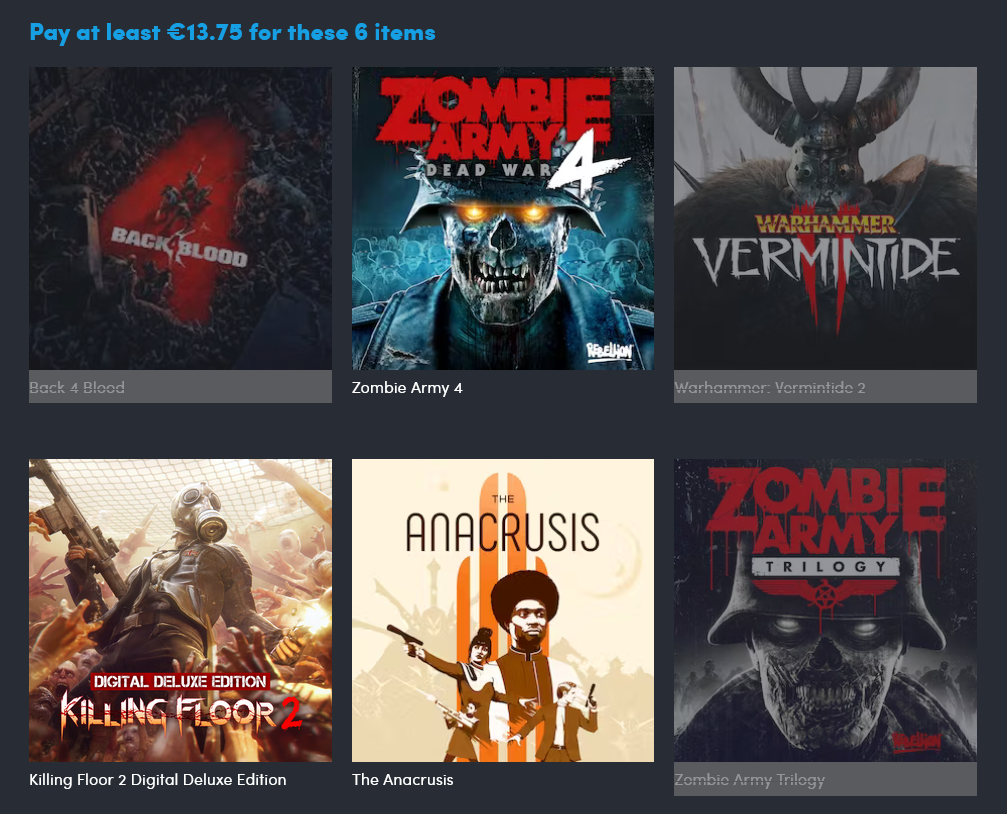 Pay at least €13.75 for these 6 items
BACK 4 BLOOD
ZOMBIE
ARMY
DEAD WAR 4
REBELLION
WARHAMMER
VERMINTIDE
II
Back 4 Blood
Zombie Army 4
Warhammer: Vermintide 2
DIGITAL DELUXE EDITION
KILLING FLOOR 2
THE
ANACRUSIS
ZOMBIE
ARMY
TRILOGY
REBELLION
Killing Floor 2 Digital Deluxe Edition
The Anacrusis
Zombie Army Trilogy